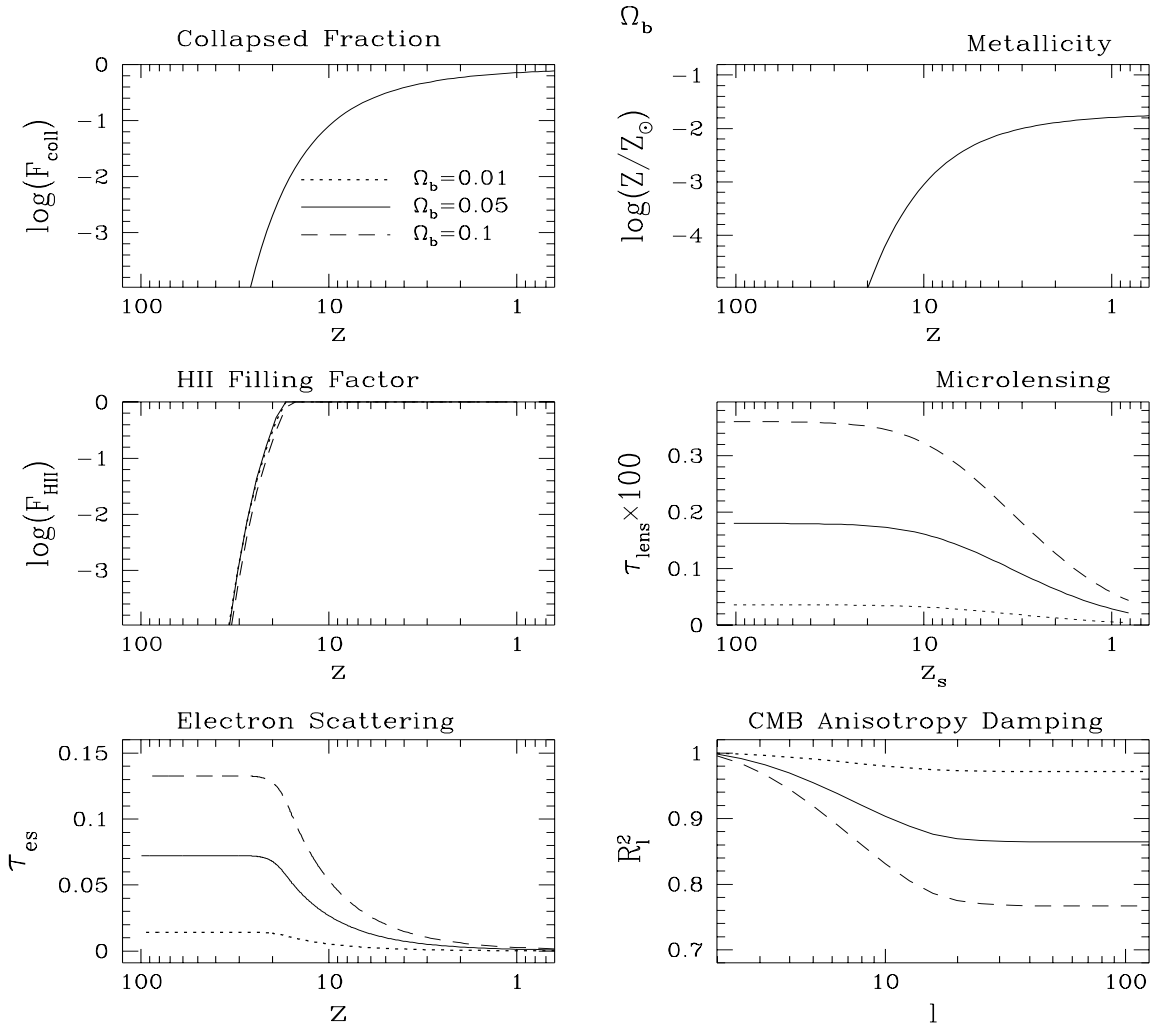 Ω_b
Collapsed Fraction
log(F_coll)
0
-1
-2
-3
Ω_b=0.01
Ω_b=0.05
Ω_b=0.1
100 10 1
z
Metallicity
log(Z/Z_⊙)
-1
-2
-3
-4
100 10 1
z
HII Filling Factor
log(F_HII)
0
-1
-2
-3
100 10 1
z
Microlensing
τ_lens×100
0.3
0.2
0.1
0
100 10 1
z_s
Electron Scattering
τ_es
0.15
0.1
0.05
0
100 10 1
z
CMB Anisotropy Damping
R_l^2
1
0.9
0.8
0.7
10 100
l